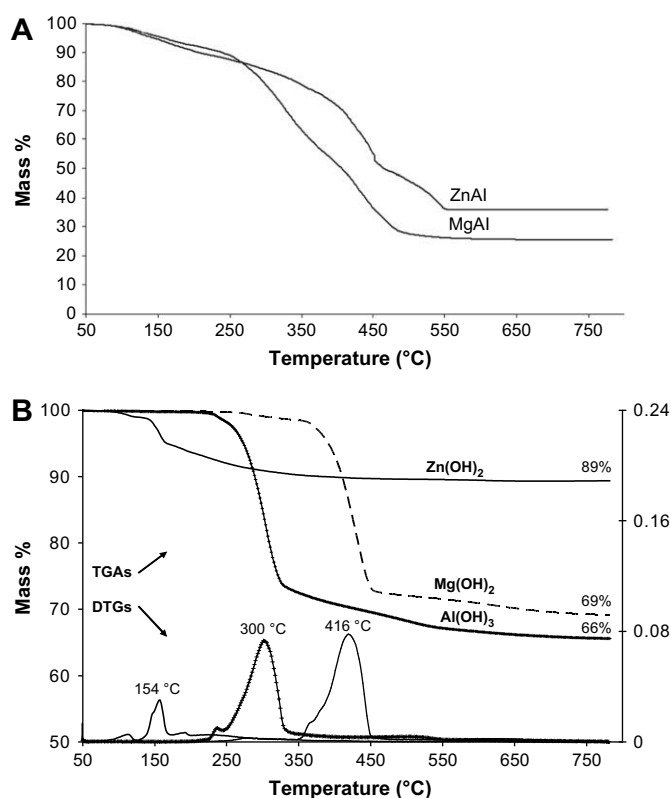 A
100
90
80
70
60
50
40
30
20
10
0
Mass %
ZnAl
MgAl
50 150 250 350 450 550 650 750
Temperature (°C)
B
100
90
80
70
60
50
Mass %
0.24
0.16
0.08
0
Zn(OH)2
89%
TGAs
DTGs
Mg(OH)2
69%
Al(OH)3
66%
154 °C
300 °C
416 °C
50 150 250 350 450 550 650 750
Temperature (°C)